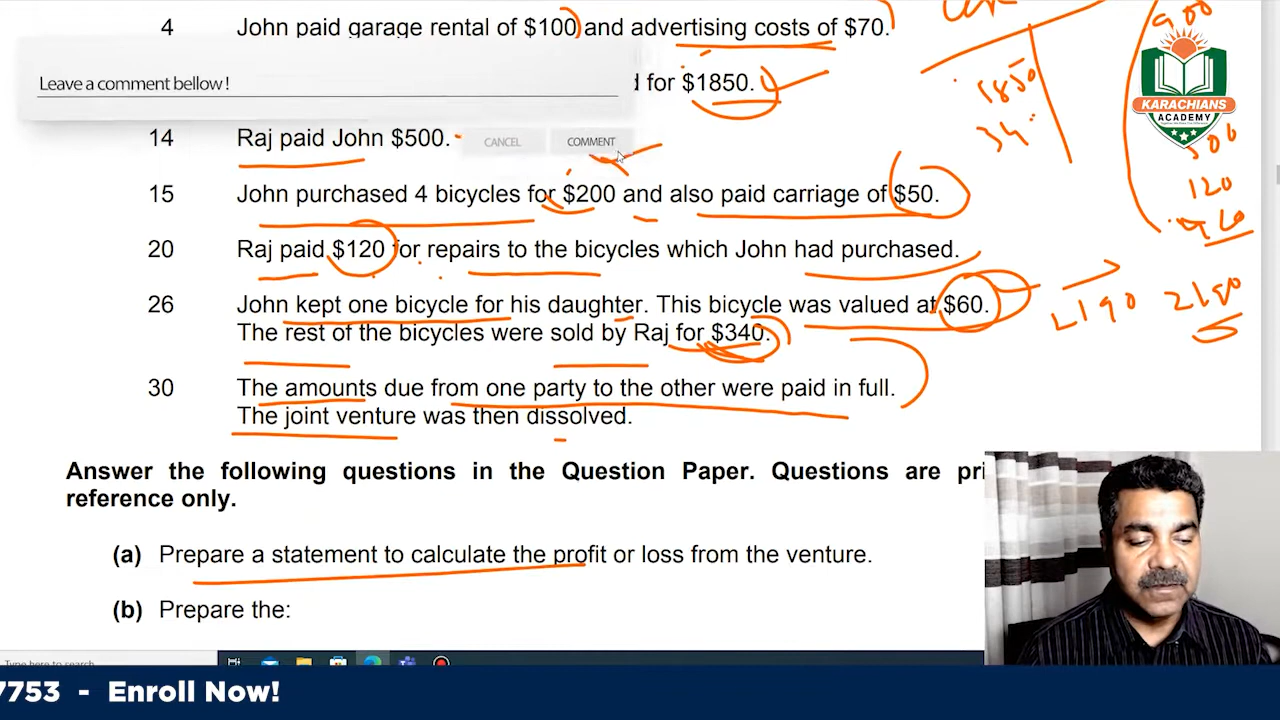 4 John paid garage rental of $100 and advertising costs of $70.
Leave a comment bellow !
d for $1850.
14 Raj paid John $500.
CANCEL COMMENT
15 John purchased 4 bicycles for $200 and also paid carriage of $50.
20 Raj paid $120 for repairs to the bicycles which John had purchased.
26 John kept one bicycle for his daughter. This bicycle was valued at $60.
The rest of the bicycles were sold by Raj for $340.
30 The amounts due from one party to the other were paid in full.
The joint venture was then dissolved.
Answer the following questions in the Question Paper. Questions are pri
reference only.
(a) Prepare a statement to calculate the profit or loss from the venture.
(b) Prepare the:
900
1850
34
KARACHIANS
ACADEMY
120
2190
Type here to search
7753 - Enroll Now!